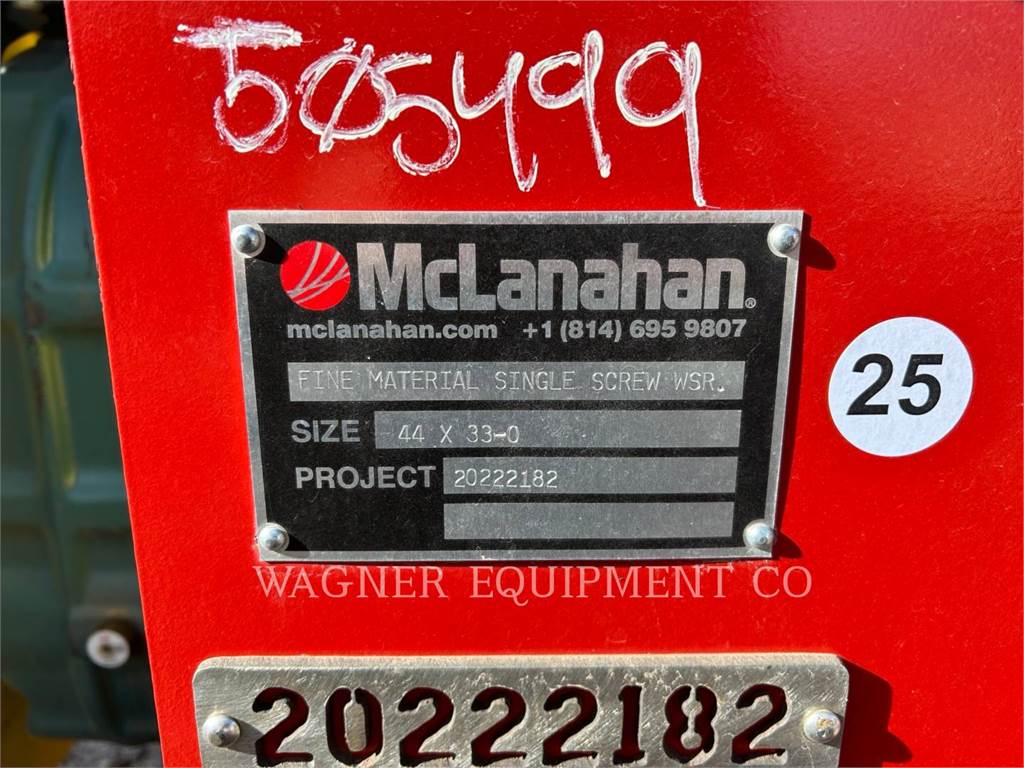 505499
McLanahan®
mclanahan.com +1 (814) 695 9807
FINE MATERIAL SINGLE SCREW WSR.
SIZE 44 X 33-0
PROJECT 20222182
25
WAGNER EQUIPMENT CO
20222182